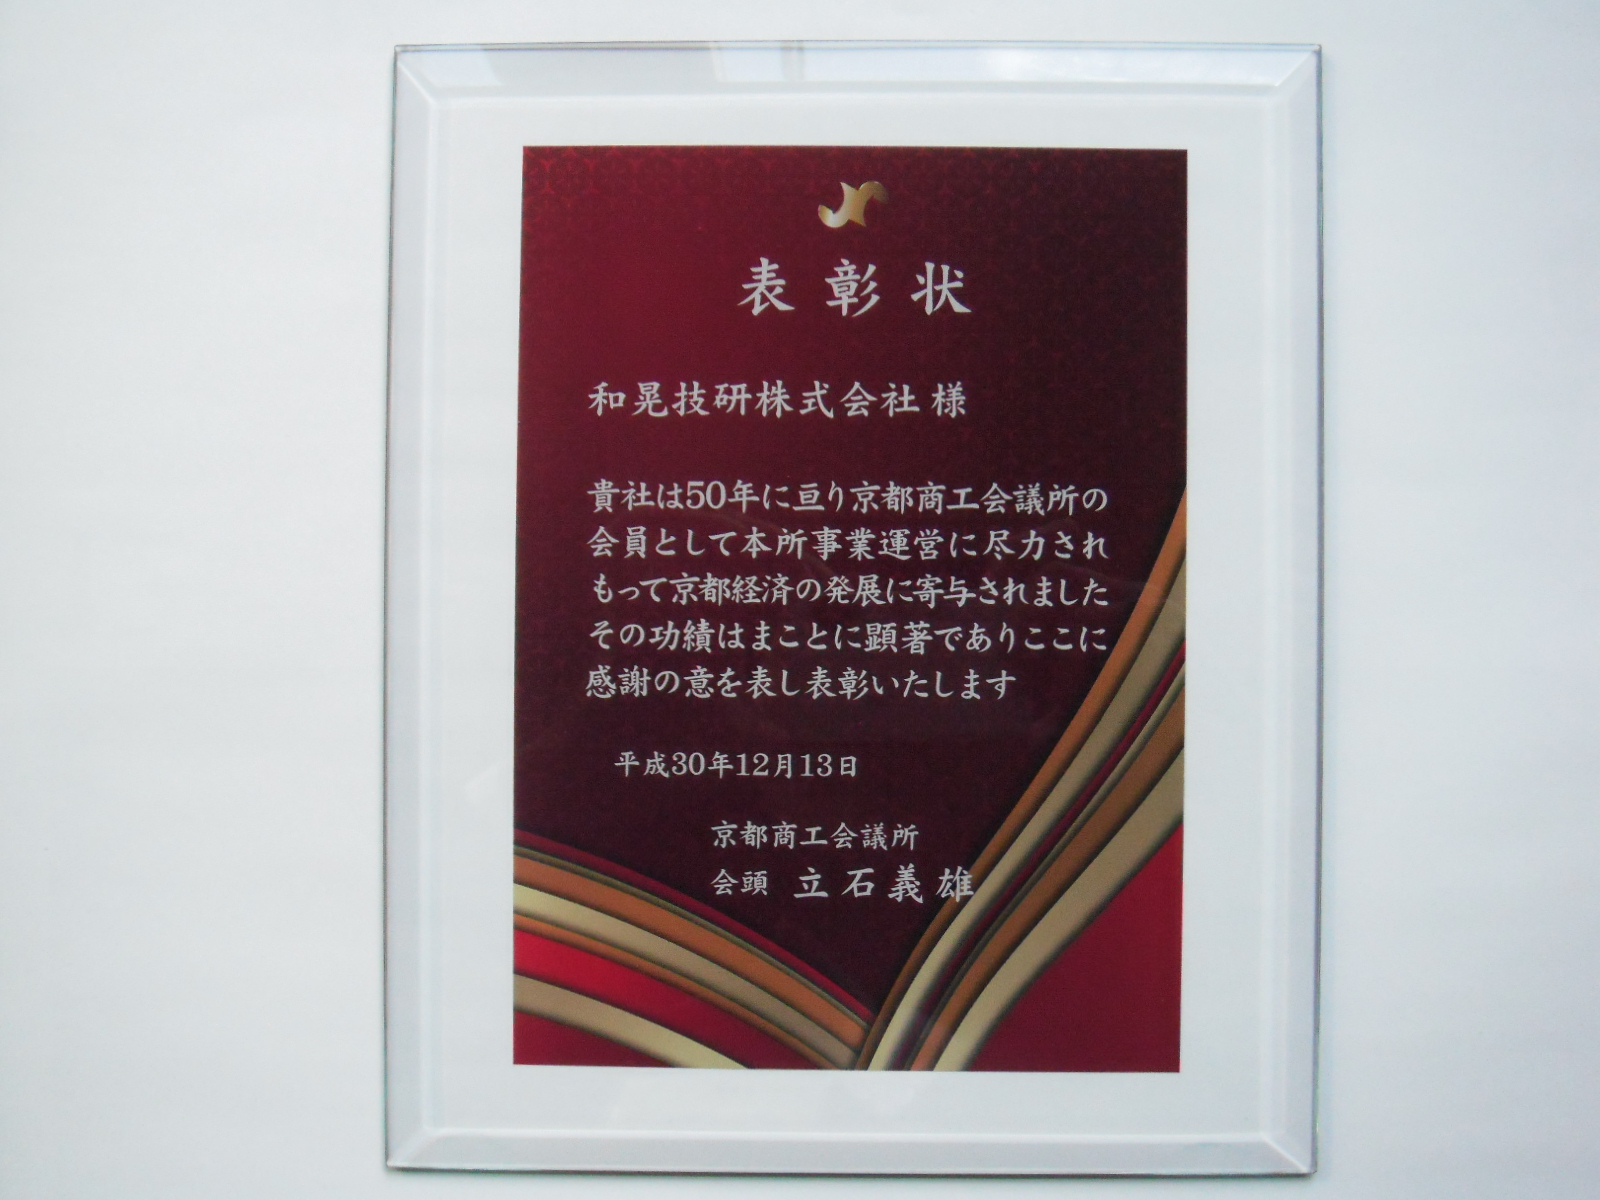 表彰状
和晃技研株式会社 様
貴社は50年に亘り京都商工会議所の
会員として本所事業運営に尽力され
もって京都経済の発展に寄与されました
その功績はまことに顕著でありここに
感謝の意を表し表彰いたします
平成30年12月13日
京都商工会議所
会頭 立石義雄